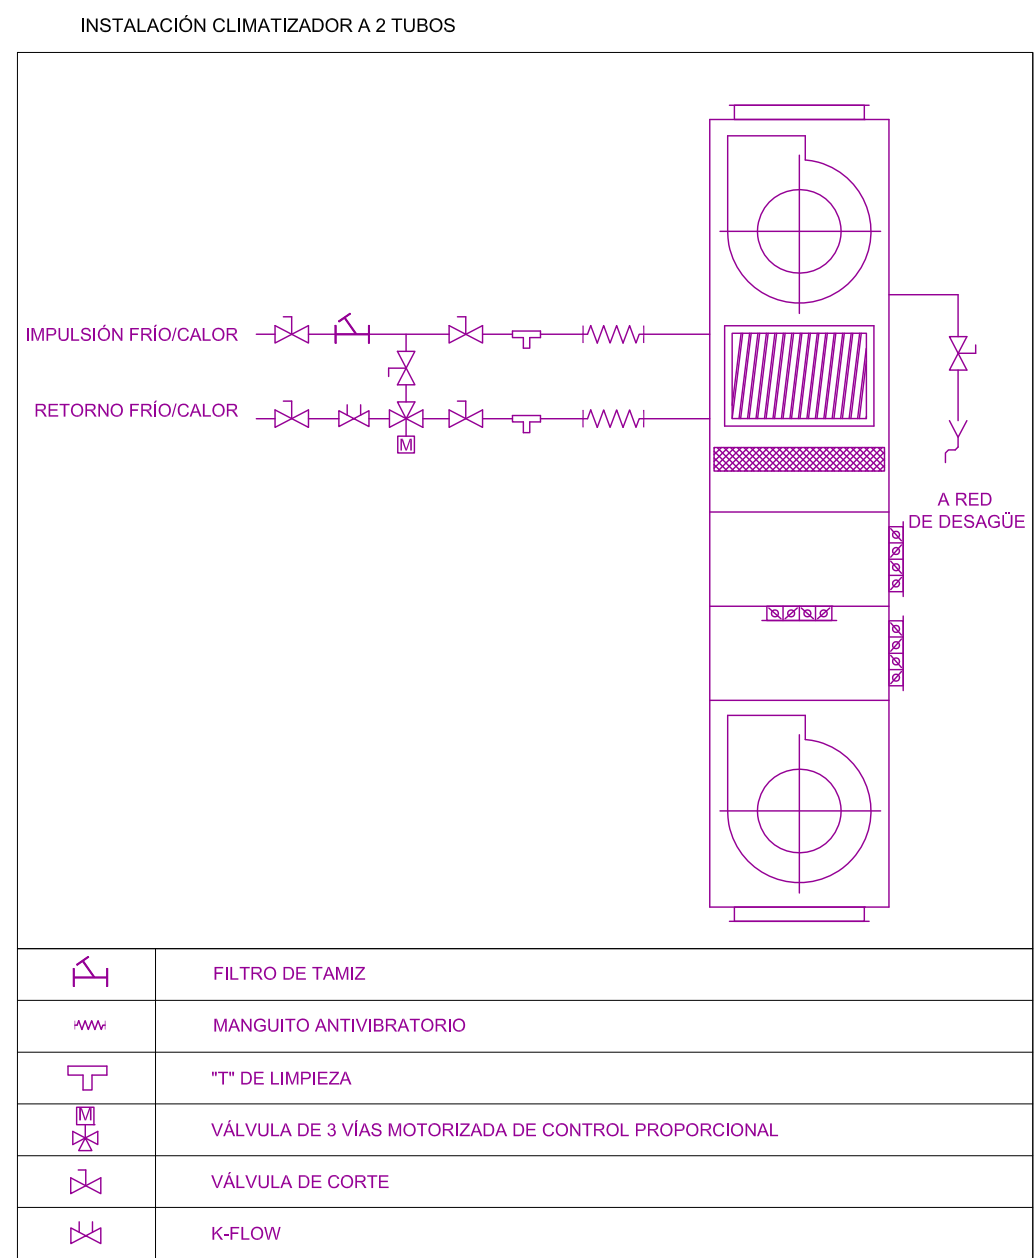 INSTALACIÓN CLIMATIZADOR A 2 TUBOS
IMPULSIÓN FRÍO/CALOR
RETORNO FRÍO/CALOR
M
A RED
DE DESAGÜE
FILTRO DE TAMIZ
MANGUITO ANTIVIBRATORIO
"T" DE LIMPIEZA
M
VÁLVULA DE 3 VÍAS MOTORIZADA DE CONTROL PROPORCIONAL
VÁLVULA DE CORTE
K-FLOW